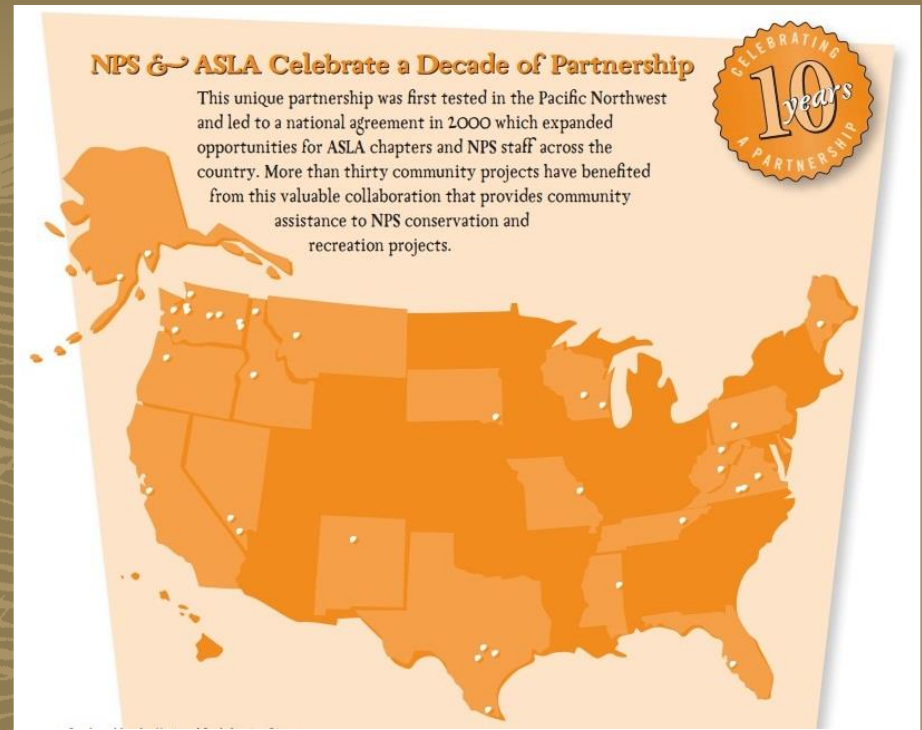 NPS & ASLA Celebrate a Decade of Partnership
This unique partnership was first tested in the Pacific Northwest
and led to a national agreement in 2000 which expanded
opportunities for ASLA chapters and NPS staff across the
country. More than thirty community projects have benefited
from this valuable collaboration that provides community
assistance to NPS conservation and
recreation projects.
CELEBRATING
10
years
A PARTNERSHIP